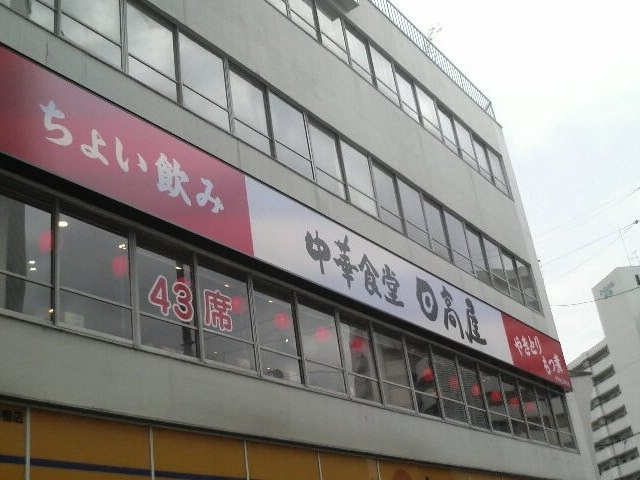 ちょい飲み
中華食堂 日高屋
やきとり
もつ煮
43席